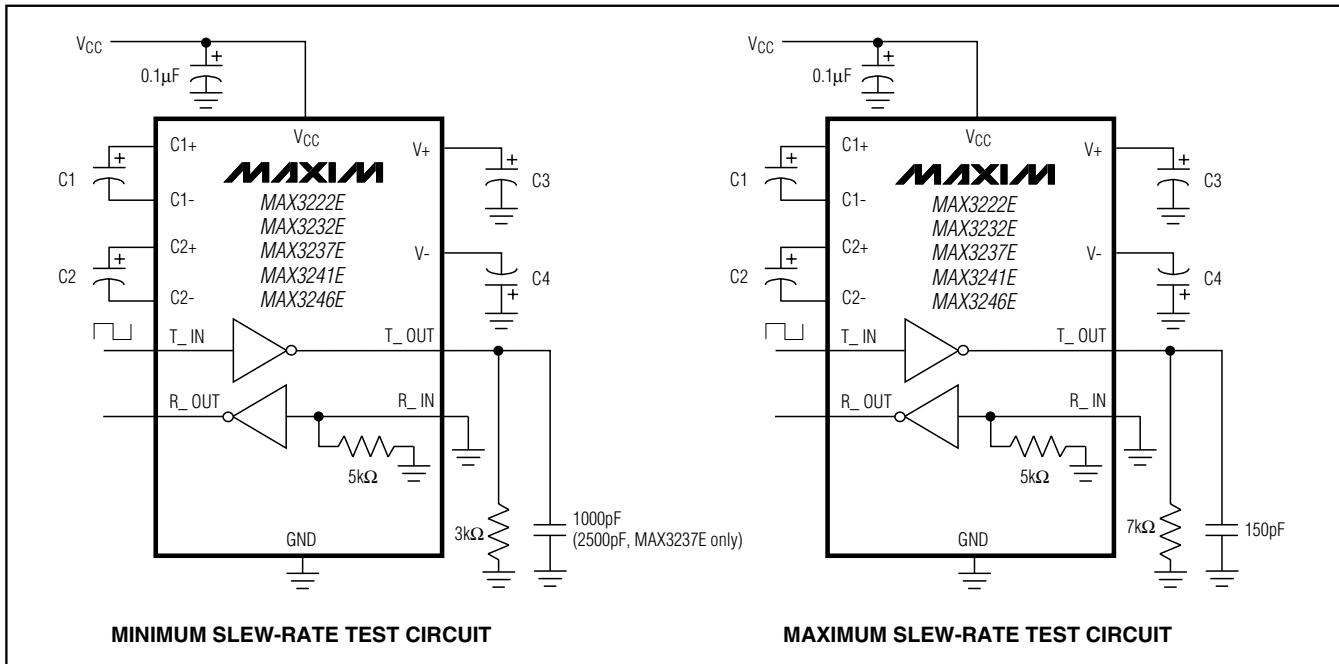 VCC
0.1µF
VCC
C1+
V+
C1
C3
C1-
MAXIM
MAX3222E
MAX3232E
MAX3237E
MAX3241E
MAX3246E
C2+
V-
C2
C4
C2-
T_ IN
T_ OUT
R_ OUT
R_ IN
5kΩ
3kΩ
1000pF
(2500pF, MAX3237E only)
GND
MINIMUM SLEW-RATE TEST CIRCUIT
VCC
0.1µF
VCC
C1+
V+
C1
C3
C1-
MAXIM
MAX3222E
MAX3232E
MAX3237E
MAX3241E
MAX3246E
C2+
V-
C2
C4
C2-
T_ IN
T_ OUT
R_ OUT
R_ IN
5kΩ
7kΩ
150pF
GND
MAXIMUM SLEW-RATE TEST CIRCUIT